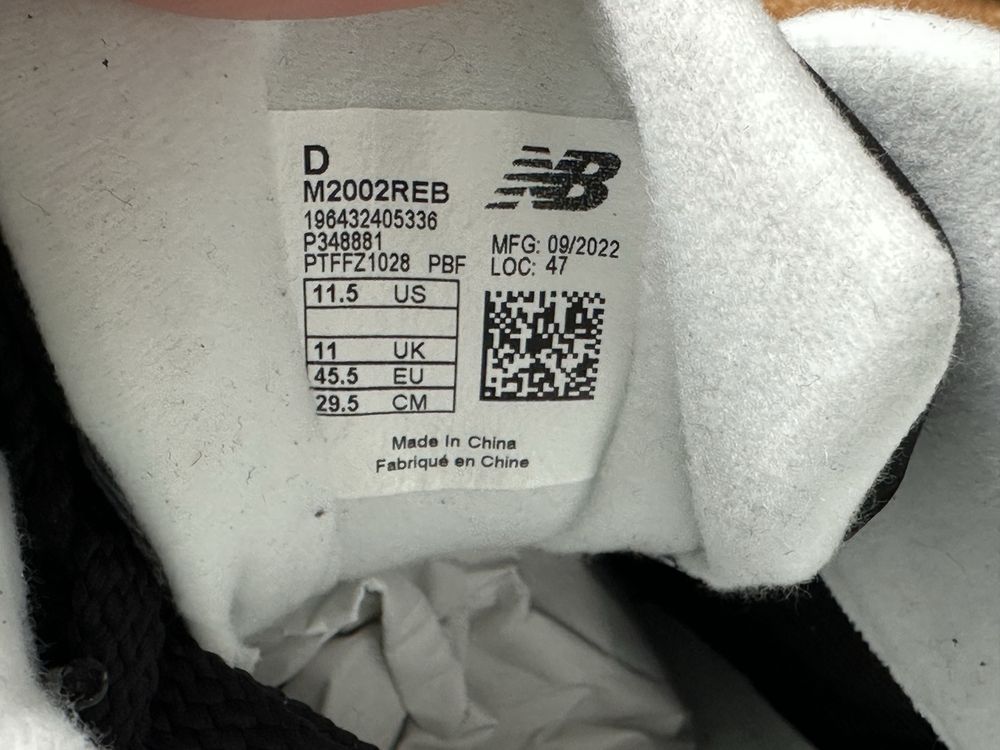 D
M2002REB
196432405336
P348881
PTFFZ1028 PBF
NB
MFG: 09/2022
LOC: 47
11.5 US
11 UK
45.5 EU
29.5 CM
Made In China
Fabriqué en Chine